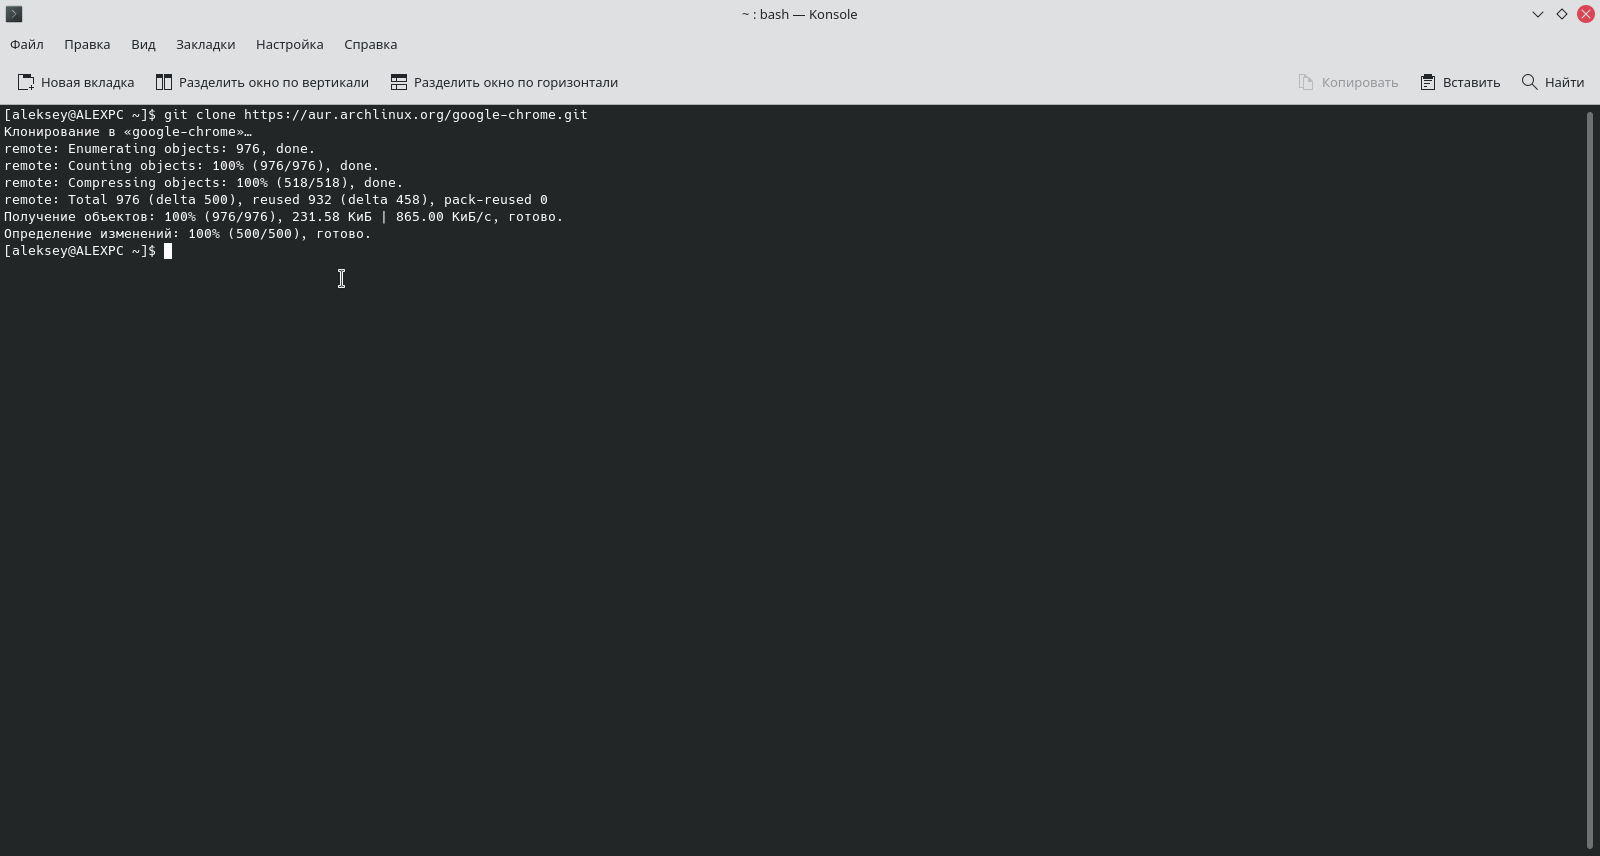 ~ : bash — Konsole
Файл Правка Вид Закладки Настройка Справка
Новая вкладка Разделить окно по вертикали Разделить окно по горизонтали Копировать Вставить Найти
[aleksey@ALEXPC ~]$ git clone https://aur.archlinux.org/google-chrome.git
Клонирование в «google-chrome»…
remote: Enumerating objects: 976, done.
remote: Counting objects: 100% (976/976), done.
remote: Compressing objects: 100% (518/518), done.
remote: Total 976 (delta 500), reused 932 (delta 458), pack-reused 0
Получение объектов: 100% (976/976), 231.58 КиБ | 865.00 КиБ/с, готово.
Определение изменений: 100% (500/500), готово.
[aleksey@ALEXPC ~]$